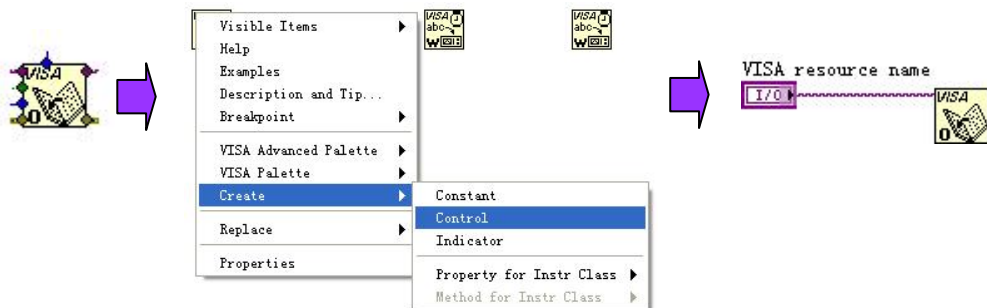 VISA
Visible Items
Help
Examples
Description and Tip...
Breakpoint
VISA Advanced Palette
VISA Palette
Create
Replace
Properties
Constant
Control
Indicator
Property for Instr Class
Method for Instr Class
VISA
abc
W
VISA
abc
W
VISA resource name
I/O
VISA